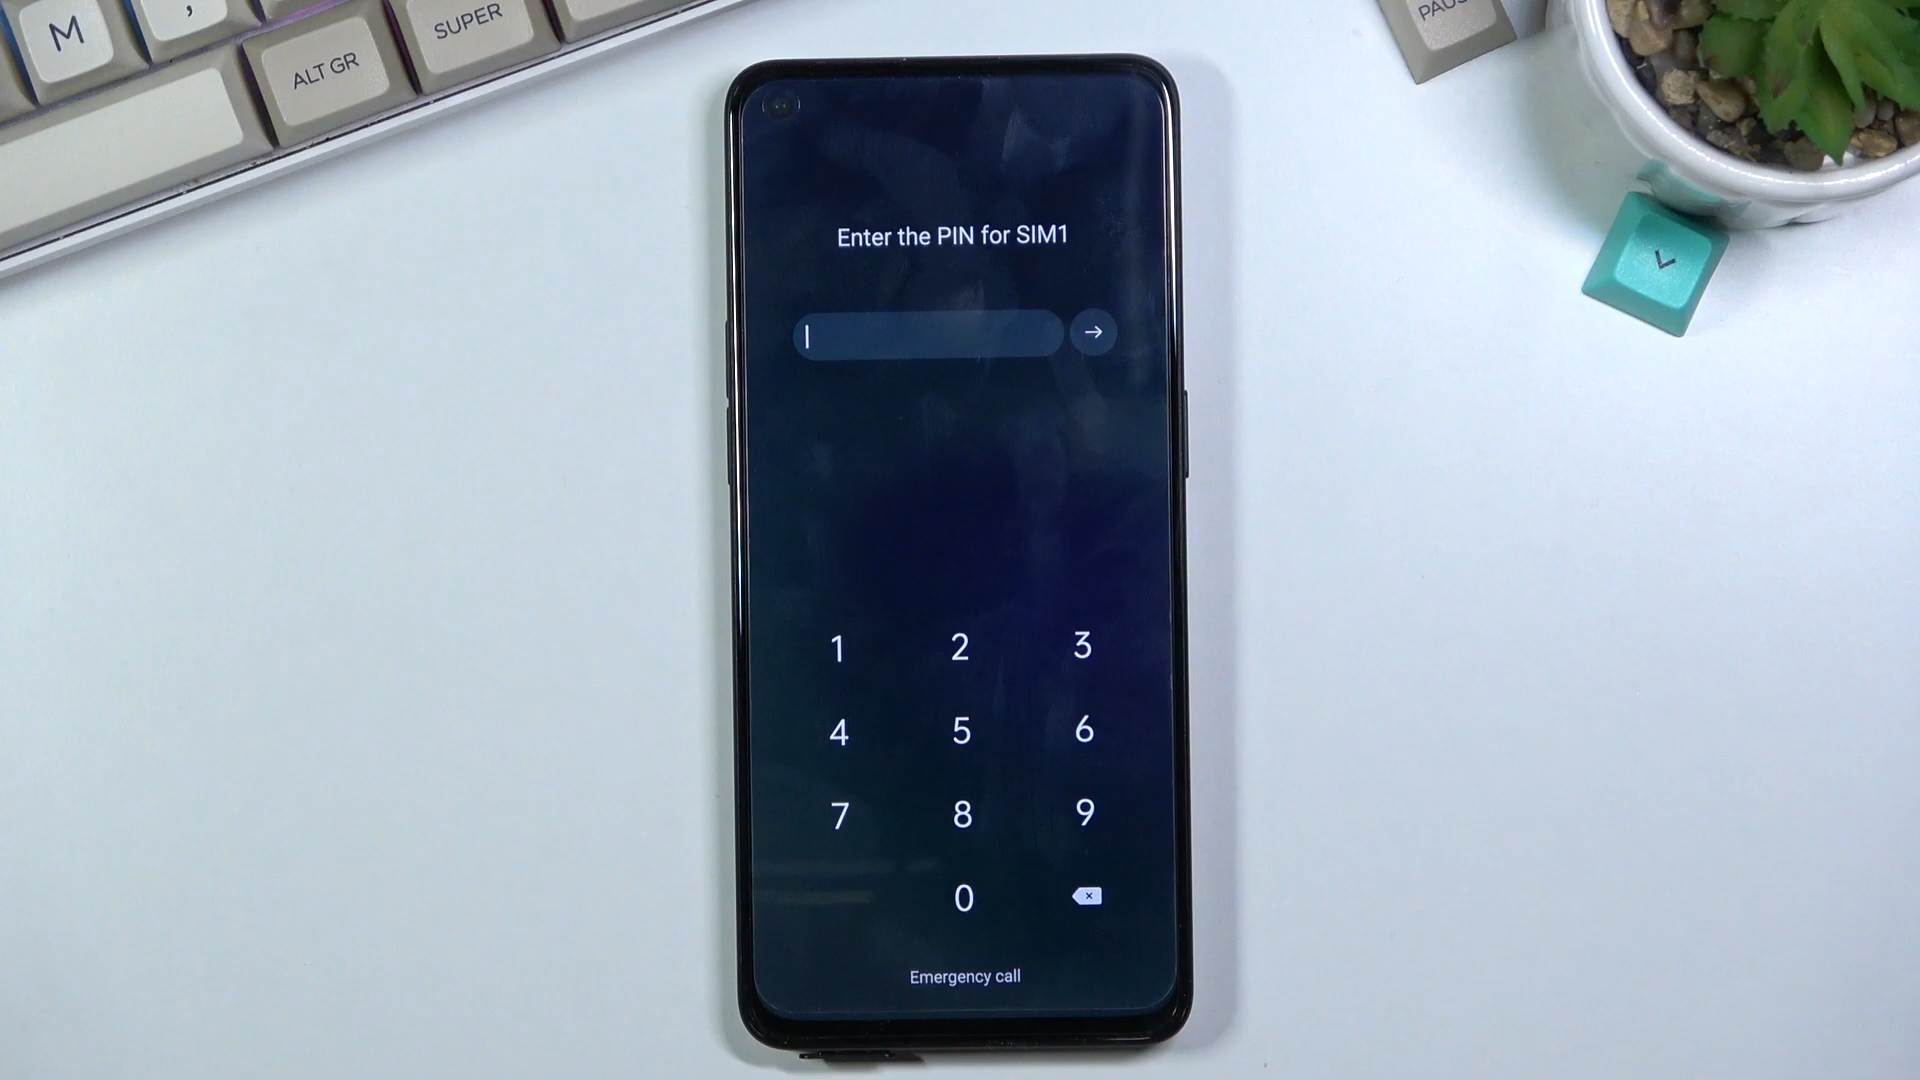 M
,
ALT GR
SUPER
PAUS
Enter the PIN for SIM1
1 2 3
4 5 6
7 8 9
0
Emergency call